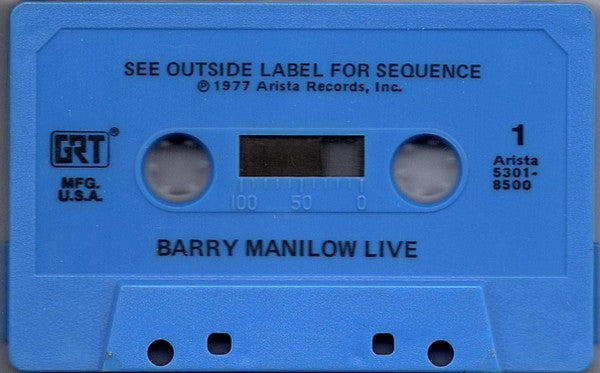 SEE OUTSIDE LABEL FOR SEQUENCE
℗ 1977 Arista Records, Inc.
GRT®
MFG.
U.S.A.
1
Arista
5301-
8500
100 50 0
BARRY MANILOW LIVE